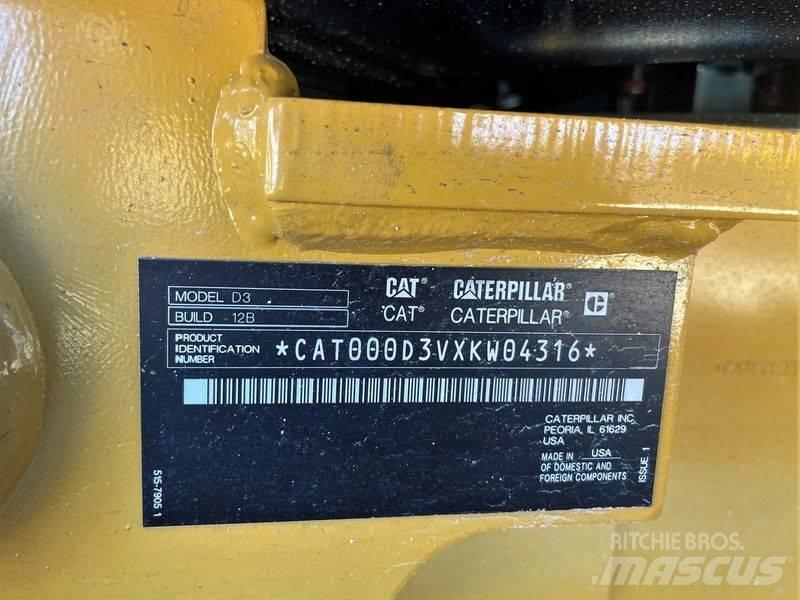 MODEL D3
BUILD 12B
CAT® CATERPILLAR®
CAT® CATERPILLAR®
PRODUCT IDENTIFICATION NUMBER
*CAT000D3VXKW04316*
CATERPILLAR INC.
PEORIA, IL 61629
USA
MADE IN USA
OF DOMESTIC AND
FOREIGN COMPONENTS
ISSUE 1
515-7905 1
RITCHIE BROS.
MASCUS